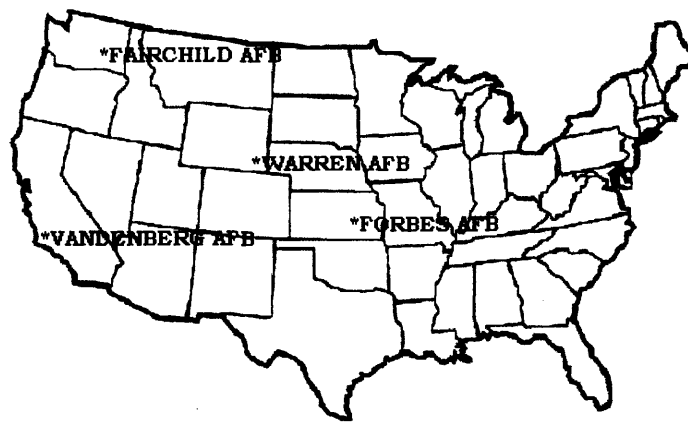 *FAIRCHILD AFB
*WARREN AFB
*FORBES AFB
*VANDENBERG AFB